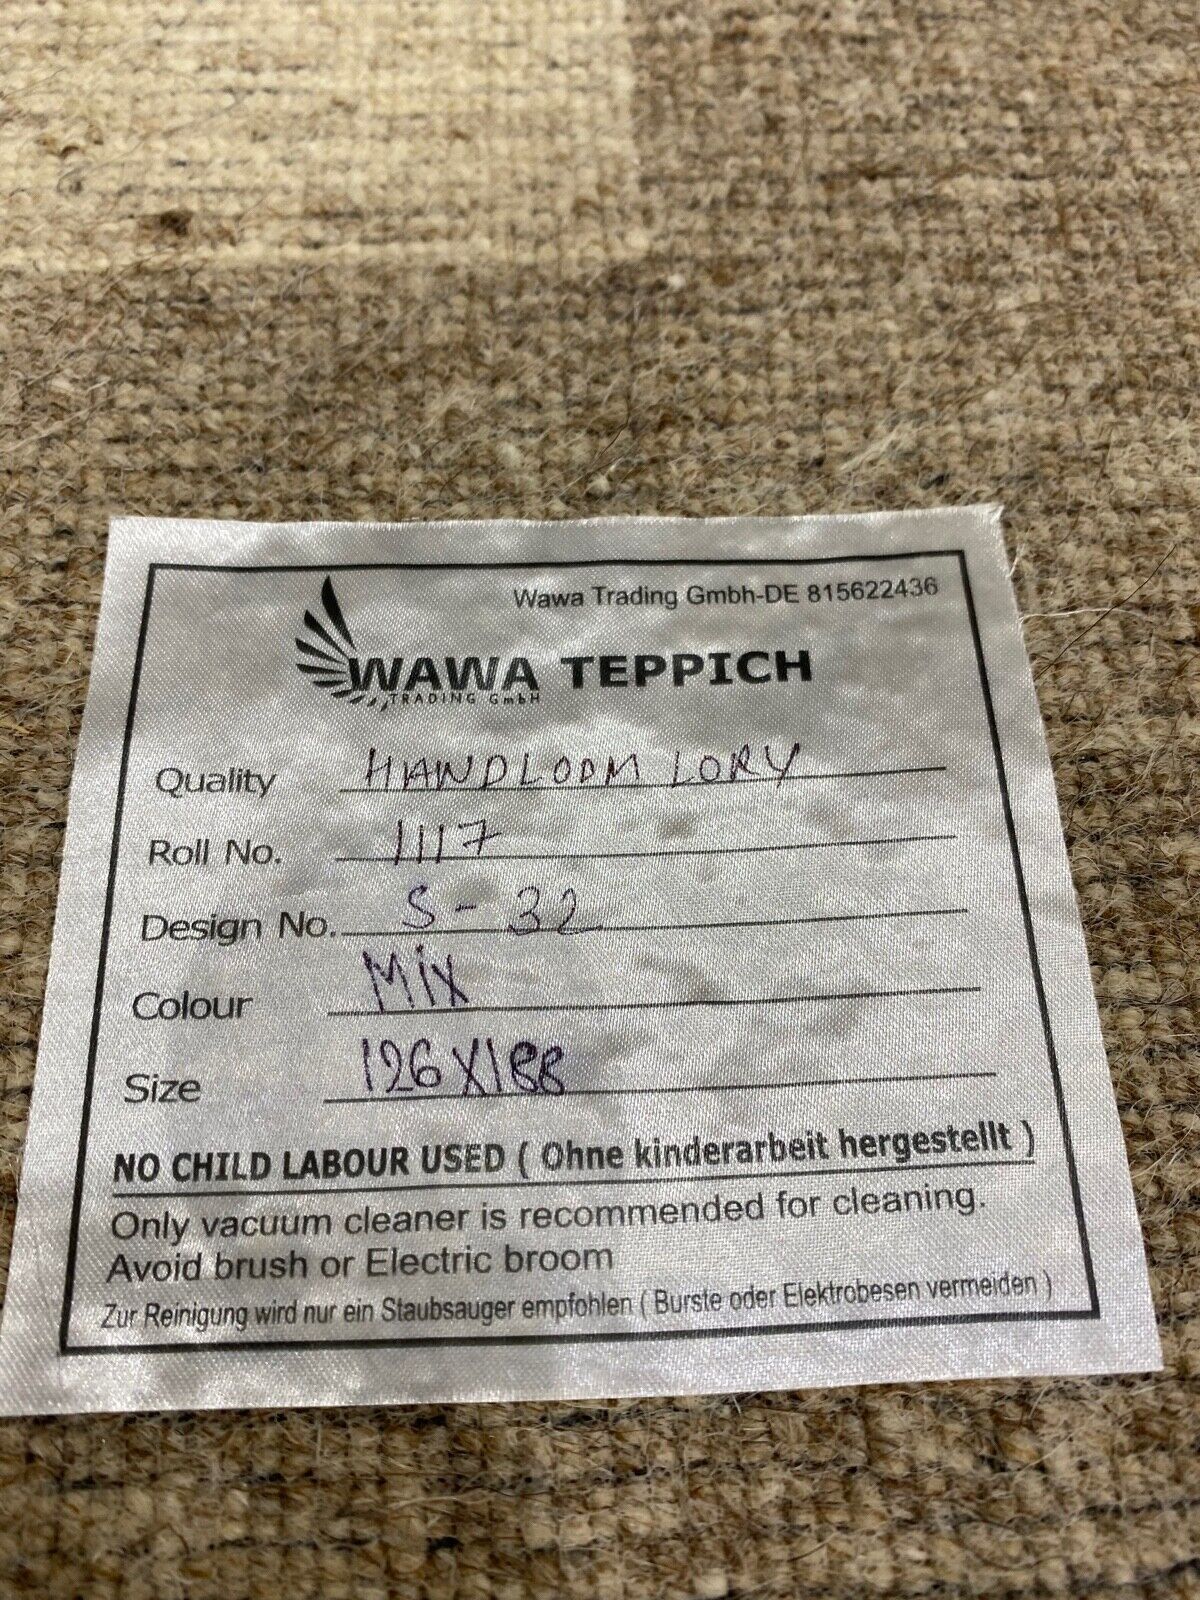 Wawa Trading Gmbh-DE 815622436
WAWA TEPPICH
TRADING GmbH
Quality HANDLOOM LORY
Roll No. 1117
Design No. S - 32
Colour Mix
Size 126X188
NO CHILD LABOUR USED ( Ohne kinderarbeit hergestellt )
Only vacuum cleaner is recommended for cleaning.
Avoid brush or Electric broom
Zur Reinigung wird nur ein Staubsauger empfohlen ( Burste oder Elektrobesen vermeiden )